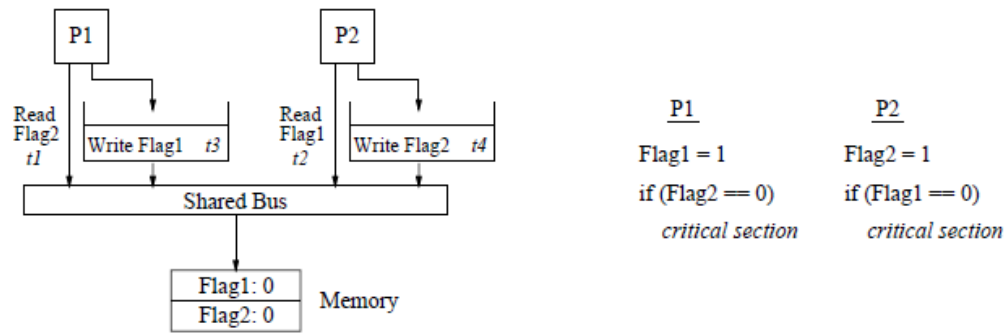 P1
P2
Read
Flag2
t1
Write Flag1 t3
Read
Flag1
t2
Write Flag2 t4
Shared Bus
Flag1: 0
Flag2: 0
Memory
P1
Flag1 = 1
if (Flag2 == 0)
critical section
P2
Flag2 = 1
if (Flag1 == 0)
critical section